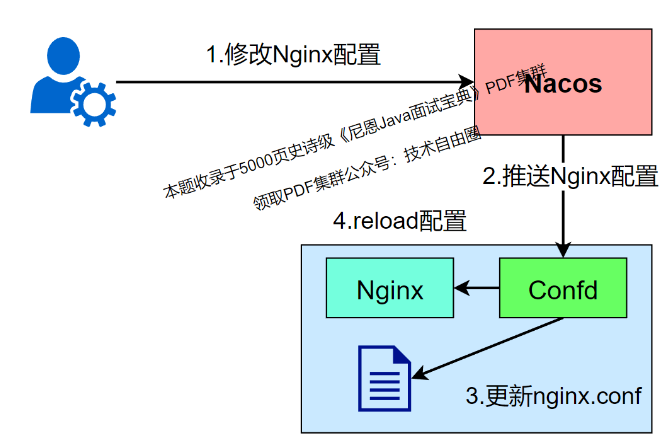 1.修改Nginx配置
Nacos
本题收录于5000页史诗级《尼恩Java面试宝典》PDF集群
领取PDF集群公众号：技术自由圈
2.推送Nginx配置
4.reload配置
Nginx
Confd
3.更新nginx.conf